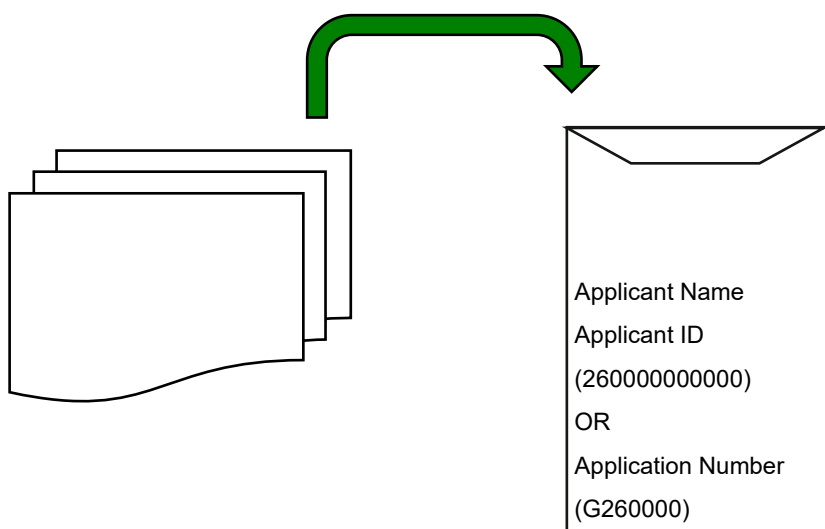 Applicant Name
Applicant ID
(260000000000)
OR
Application Number
(G260000)